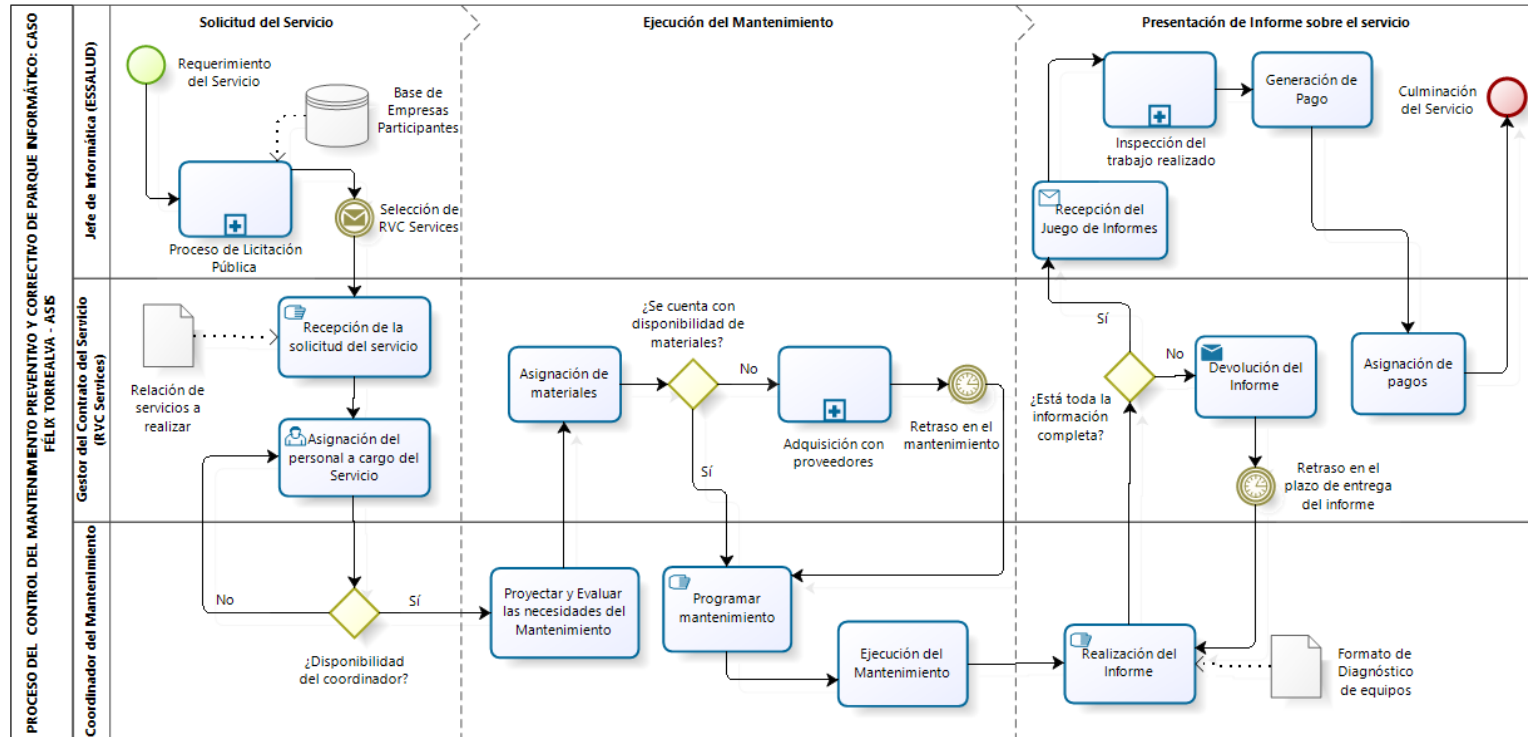 PROCESO DEL CONTROL DEL MANTENIMIENTO PREVENTIVO Y CORRECTIVO DE PARQUE INFORMÁTICO: CASO
FÉLIX TORREALVA - ASIS
Solicitud del Servicio
Ejecución del Mantenimiento
Presentación de Informe sobre el servicio
Jefe de Informática (ESSALUD)
Requerimiento
del Servicio
Base de
Empresas
Participantes
Proceso de Licitación
Pública
Selección de
RVC Services
Recepción del
Juego de Informes
Inspección del
trabajo realizado
Generación de
Pago
Culminación
del Servicio
Gestor del Contrato del Servicio
(RVC Services)
Relación de
servicios a
realizar
Recepción de la
solicitud del servicio
Asignación del
personal a cargo del
Servicio
Asignación de
materiales
¿Se cuenta con
disponibilidad de
materiales?
No
Sí
Adquisición con
proveedores
Retraso en el
mantenimiento
Sí
No
¿Está toda la
información
completa?
Devolución del
Informe
Retraso en el
plazo de entrega
del informe
Asignación de
pagos
Coordinador del Mantenimiento
No
Sí
¿Disponibilidad
del coordinador?
Proyectar y Evaluar
las necesidades del
Mantenimiento
Programar
mantenimiento
Ejecución del
Mantenimiento
Realización del
Informe
Formato de
Diagnóstico
de equipos